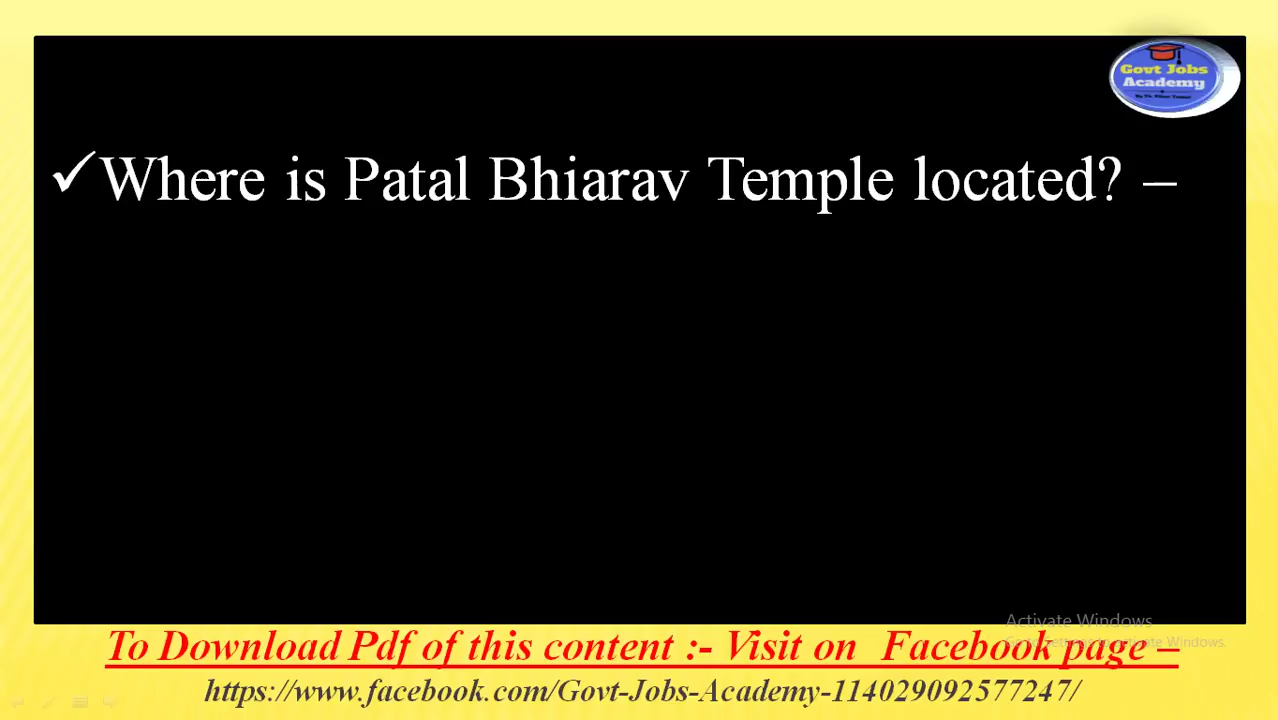 Govt Jobs
Academy
✓Where is Patal Bhiarav Temple located? –
Activate Windows
To Download Pdf of this content :- Visit on Facebook page –
https://www.facebook.com/Govt-Jobs-Academy-114029092577247/